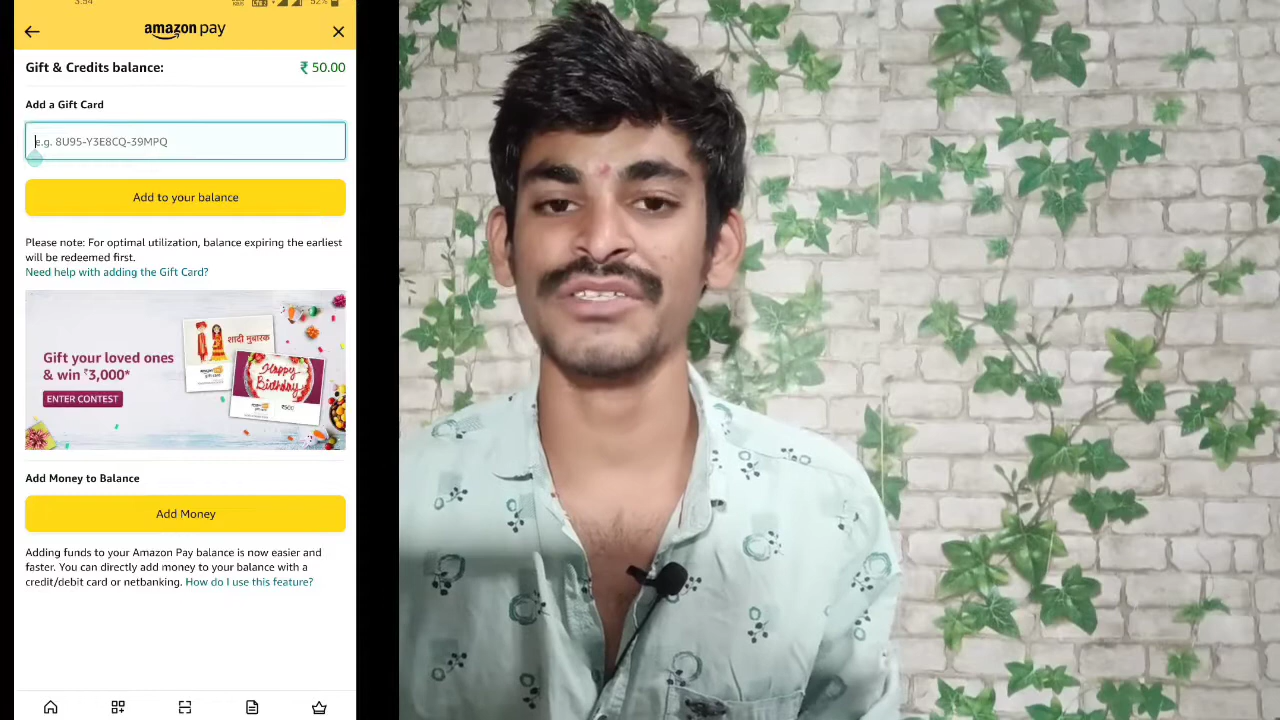 3:54
52%
amazon pay
Gift & Credits balance: ₹ 50.00
Add a Gift Card
e.g. 8U95-Y3E8CQ-39MPQ
Add to your balance
Please note: For optimal utilization, balance expiring the earliest
will be redeemed first.
Need help with adding the Gift Card?
Gift your loved ones
& win ₹3,000*
ENTER CONTEST
शादी मुबारक
Happy
Birthday
₹500
Add Money to Balance
Add Money
Adding funds to your Amazon Pay balance is now easier and
faster. You can directly add money to your balance with a
credit/debit card or netbanking. How do I use this feature?